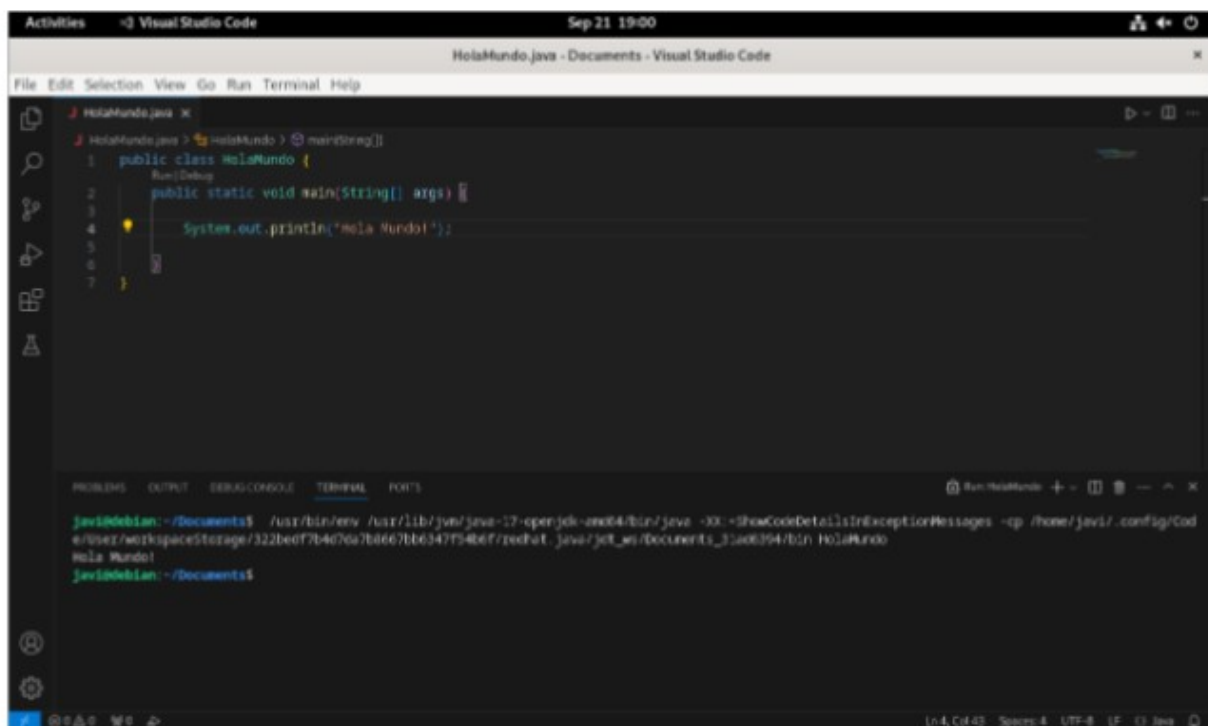 Activities Visual Studio Code Sep 21 19:00
HolaMundo.java - Documents - Visual Studio Code
File Edit Selection View Go Run Terminal Help
HolaMundo.java
HolaMundo.java > HolaMundo > main(String[])
1 public class HolaMundo {
Run | Debug
2 public static void main(String[] args) {
3
4 System.out.println("Hola Mundo!");
5
6 }
7 }
PROBLEMS OUTPUT DEBUG CONSOLE TERMINAL PORTS Run: HolaMundo
javi@debian:~/Documents$ /usr/bin/env /usr/lib/jvm/java-17-openjdk-amd64/bin/java -XX:+ShowCodeDetailsInExceptionMessages -cp /home/javi/.config/Cod
e/User/workspaceStorage/322bedf7b4d7da7b8667bb6347f54b6f/redhat.java/jdt_ws/Documents_31ad6394/bin HolaMundo
Hola Mundo!
javi@debian:~/Documents$
0 0 0 Ln 4, Col 43 Spaces: 4 UTF-8 LF {} Java